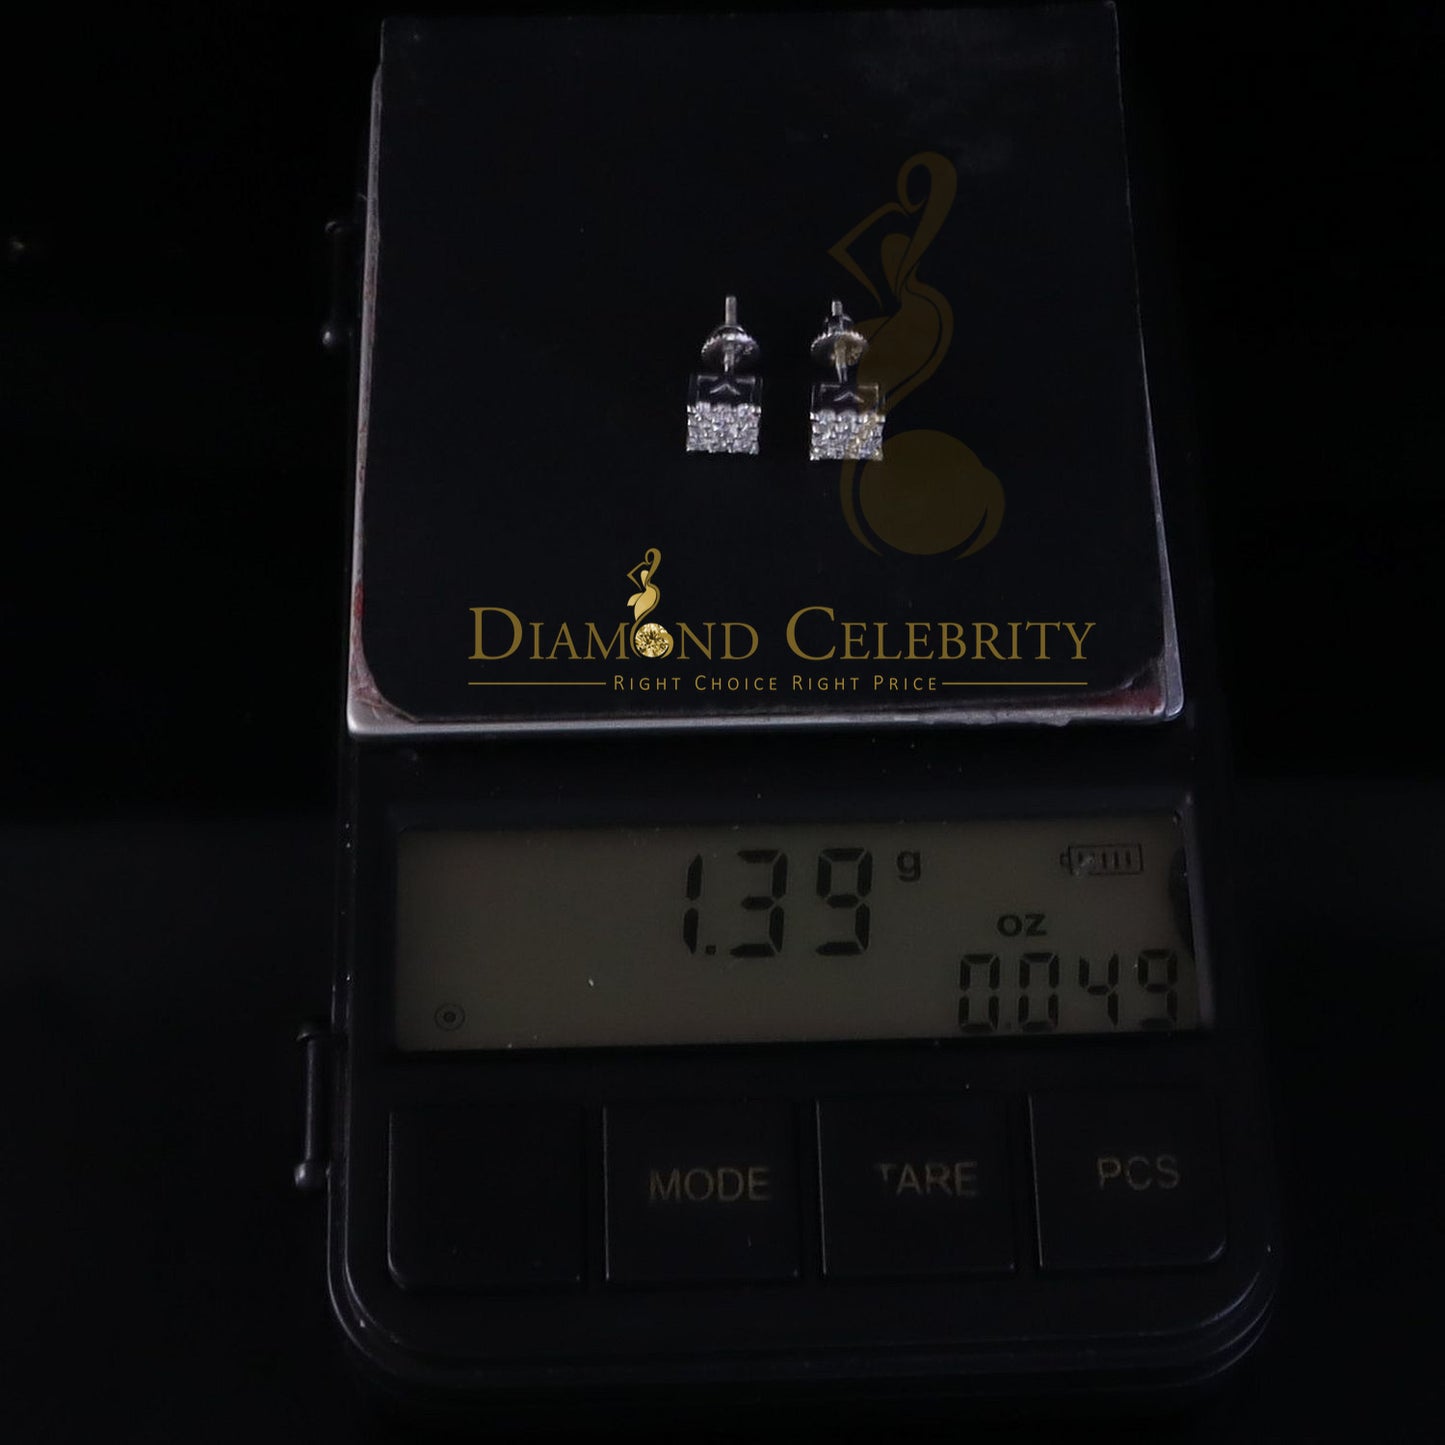 DIAMOND CELEBRITY
RIGHT CHOICE RIGHT PRICE
1.39 g
oz
0.049
MODE TARE PCS